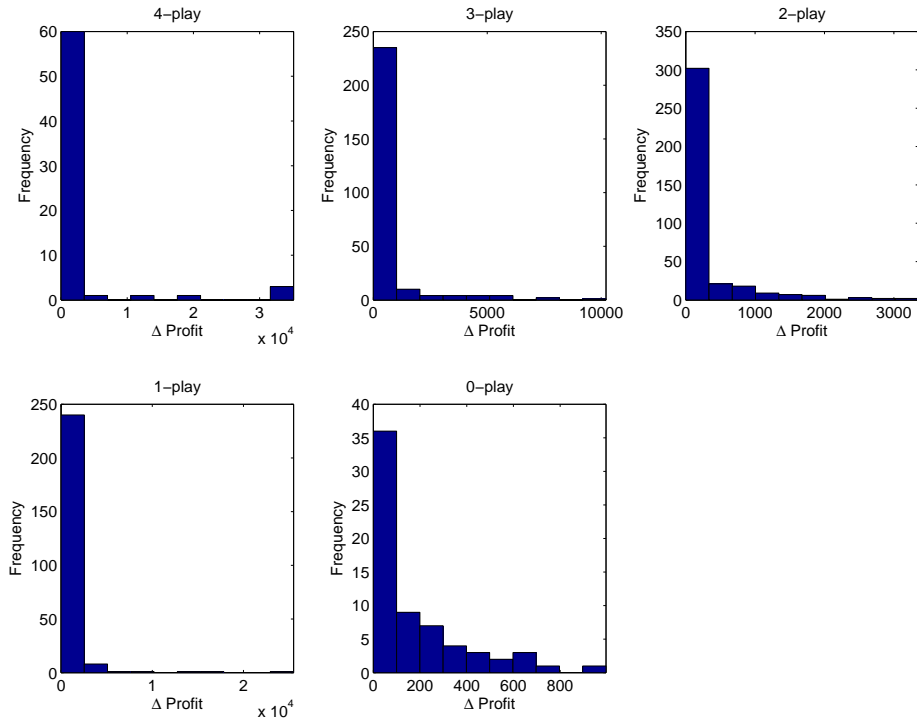 4−play
60
50
40
30
20
10
0
Frequency
0 1 2 3
Δ Profit
x 10^4
3−play
250
200
150
100
50
0
Frequency
0 5000 10000
Δ Profit
2−play
350
300
250
200
150
100
50
0
Frequency
0 1000 2000 3000
Δ Profit
1−play
250
200
150
100
50
0
Frequency
0 1 2
Δ Profit
x 10^4
0−play
40
35
30
25
20
15
10
5
0
Frequency
0 200 400 600 800
Δ Profit